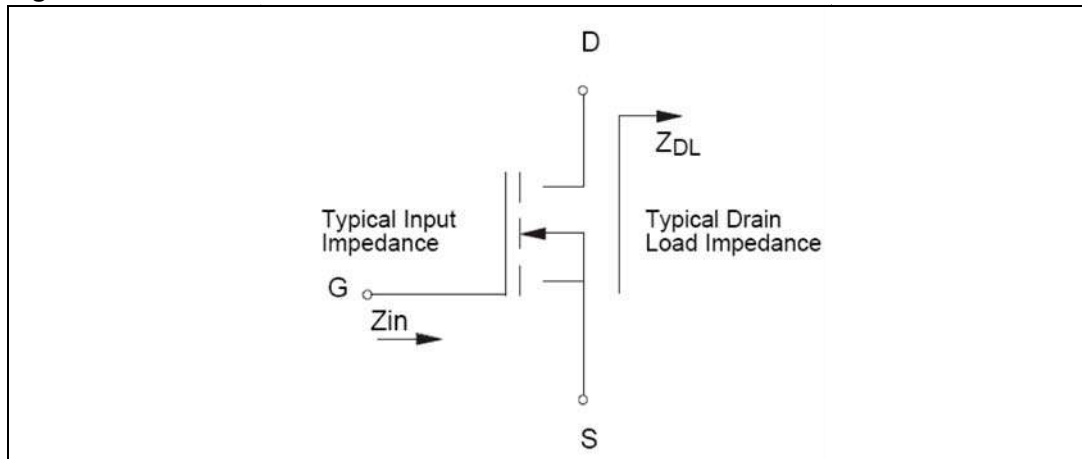 D
Z_DL
Typical Input
Impedance
Typical Drain
Load Impedance
G
Zin
S